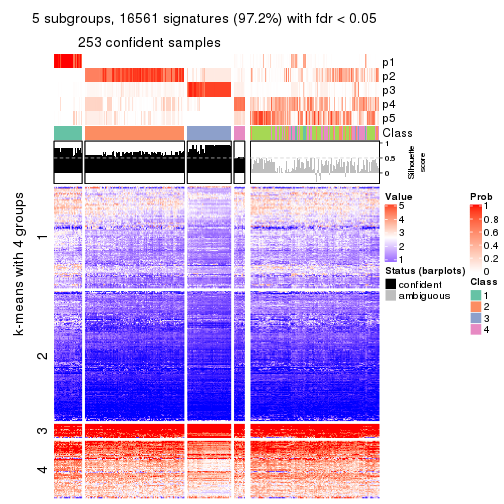 5 subgroups, 16561 signatures (97.2%) with fdr < 0.05
253 confident samples
p1
p2
p3
p4
p5
Class
1
0.5
0
Silhouette
score
k-means with 4 groups
1
2
3
4
Value
5
4
3
2
1
Status (barplots)
confident
ambiguous
Prob
1
0.8
0.6
0.4
0.2
0
Class
1
2
3
4